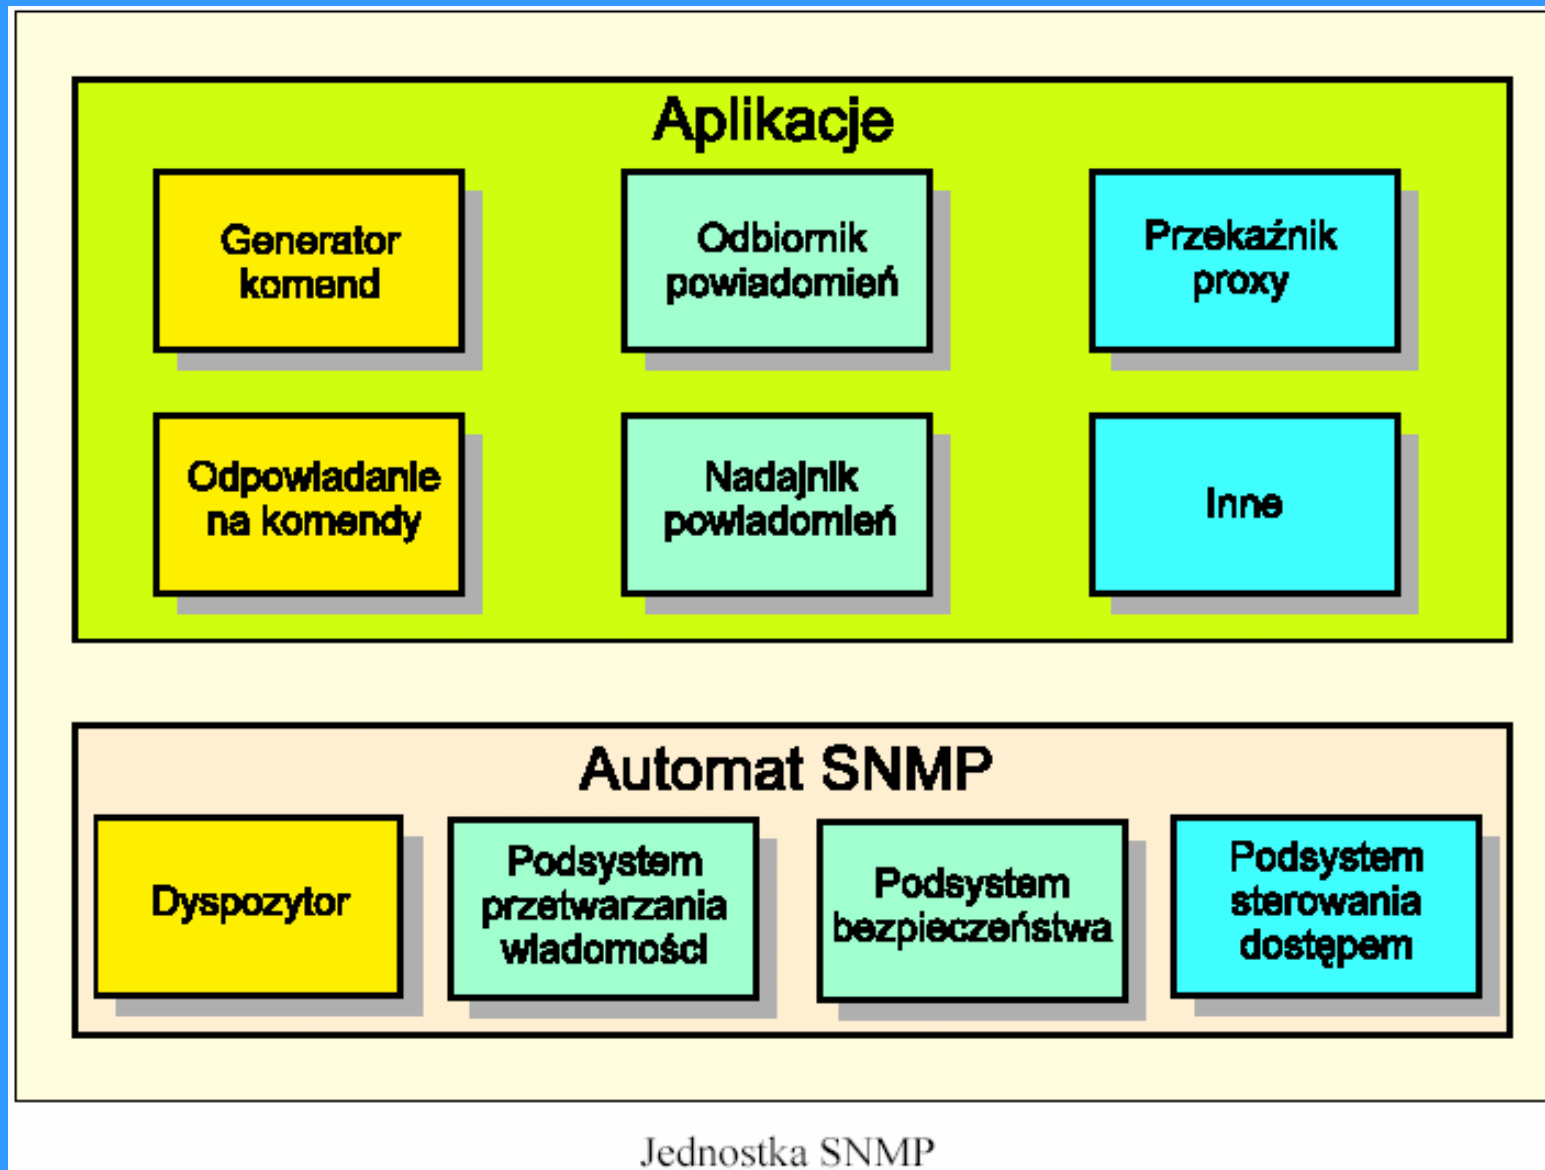 Aplikacje
Generator
komend
Odbiornik
powiadomień
Przekaźnik
proxy
Odpowiadanie
na komendy
Nadajnik
powiadomień
Inne
Automat SNMP
Dyspozytor
Podsystem
przetwarzania
wiadomości
Podsystem
bezpieczeństwa
Podsystem
sterowania
dostępem
Jednostka SNMP